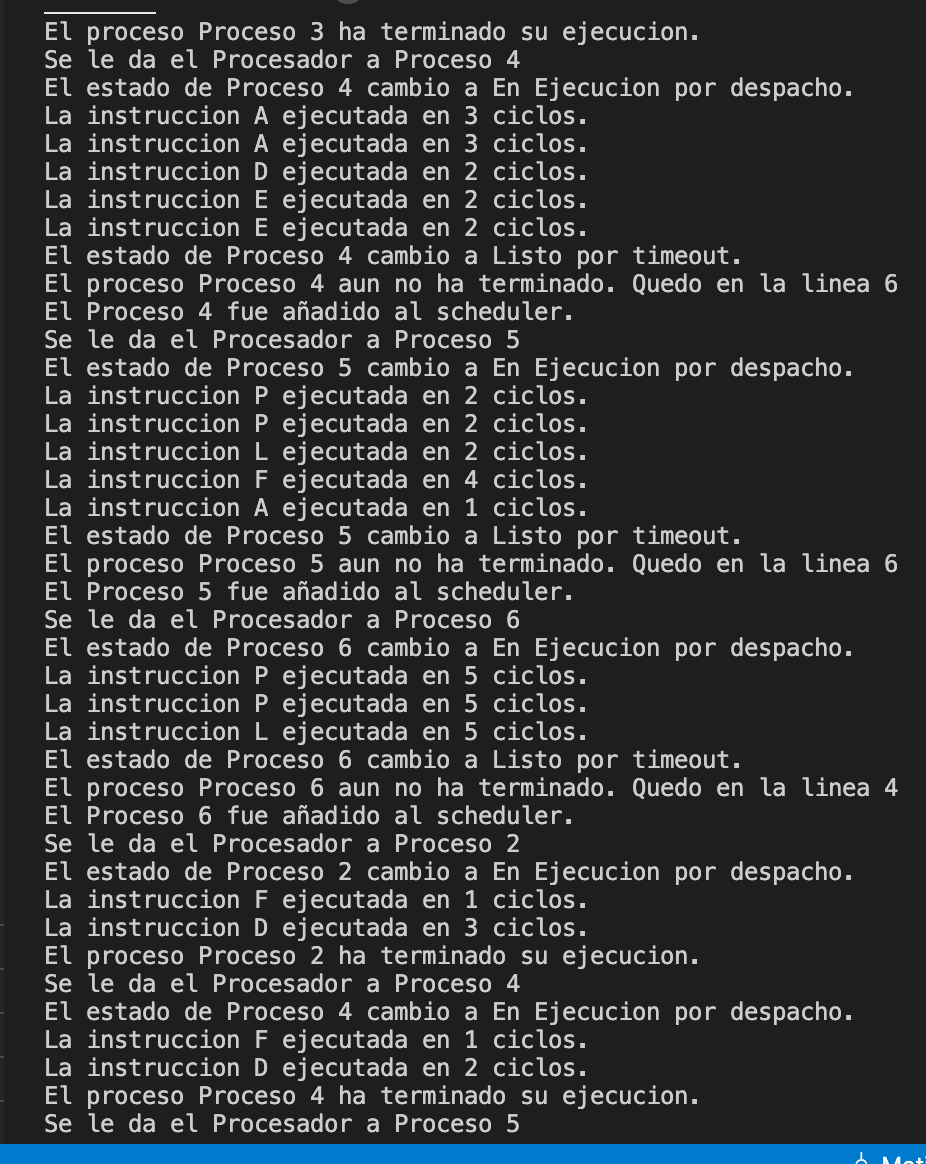 El proceso Proceso 3 ha terminado su ejecucion.
Se le da el Procesador a Proceso 4
El estado de Proceso 4 cambio a En Ejecucion por despacho.
La instruccion A ejecutada en 3 ciclos.
La instruccion A ejecutada en 3 ciclos.
La instruccion D ejecutada en 2 ciclos.
La instruccion E ejecutada en 2 ciclos.
La instruccion E ejecutada en 2 ciclos.
El estado de Proceso 4 cambio a Listo por timeout.
El proceso Proceso 4 aun no ha terminado. Quedo en la linea 6
El Proceso 4 fue añadido al scheduler.
Se le da el Procesador a Proceso 5
El estado de Proceso 5 cambio a En Ejecucion por despacho.
La instruccion P ejecutada en 2 ciclos.
La instruccion P ejecutada en 2 ciclos.
La instruccion L ejecutada en 2 ciclos.
La instruccion F ejecutada en 4 ciclos.
La instruccion A ejecutada en 1 ciclos.
El estado de Proceso 5 cambio a Listo por timeout.
El proceso Proceso 5 aun no ha terminado. Quedo en la linea 6
El Proceso 5 fue añadido al scheduler.
Se le da el Procesador a Proceso 6
El estado de Proceso 6 cambio a En Ejecucion por despacho.
La instruccion P ejecutada en 5 ciclos.
La instruccion P ejecutada en 5 ciclos.
La instruccion L ejecutada en 5 ciclos.
El estado de Proceso 6 cambio a Listo por timeout.
El proceso Proceso 6 aun no ha terminado. Quedo en la linea 4
El Proceso 6 fue añadido al scheduler.
Se le da el Procesador a Proceso 2
El estado de Proceso 2 cambio a En Ejecucion por despacho.
La instruccion F ejecutada en 1 ciclos.
La instruccion D ejecutada en 3 ciclos.
El proceso Proceso 2 ha terminado su ejecucion.
Se le da el Procesador a Proceso 4
El estado de Proceso 4 cambio a En Ejecucion por despacho.
La instruccion F ejecutada en 1 ciclos.
La instruccion D ejecutada en 2 ciclos.
El proceso Proceso 4 ha terminado su ejecucion.
Se le da el Procesador a Proceso 5